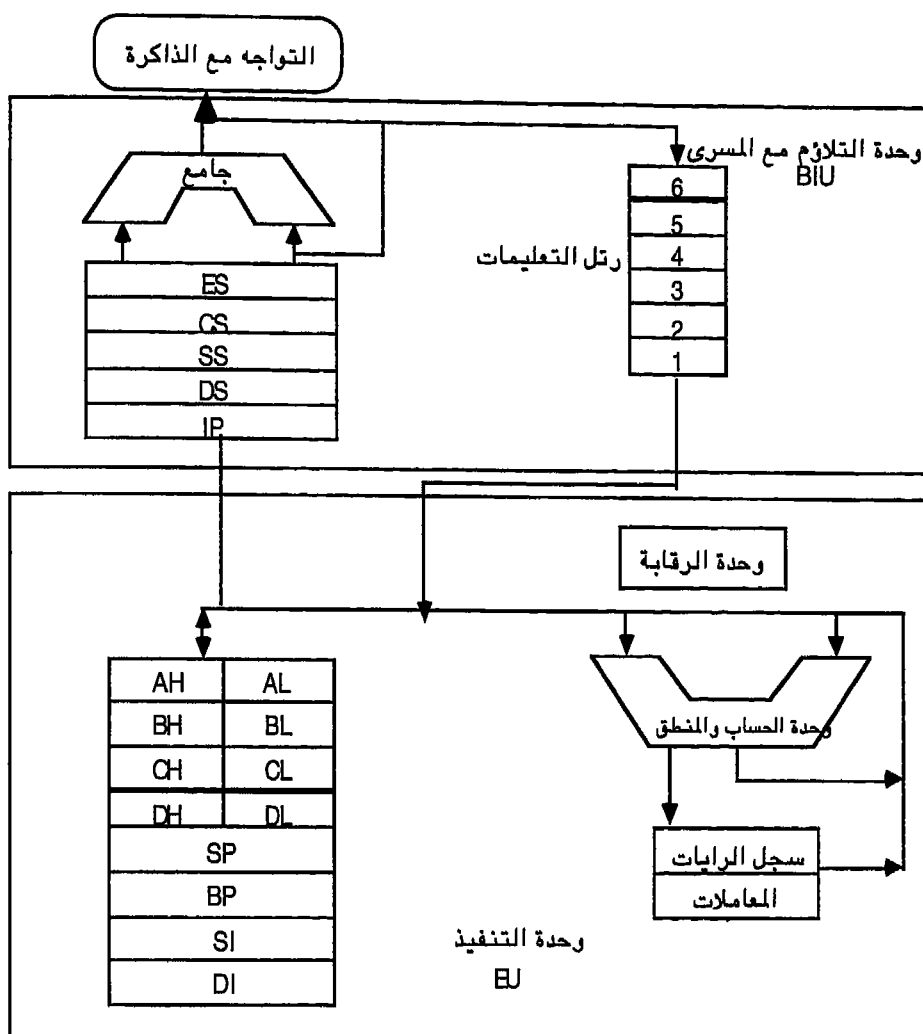 التواجه مع الذاكرة
وحدة التلاؤم مع المسرى
BIU
جامع
6
5
4
3
2
1
رتل التعليمات
ES
CS
SS
DS
IP
وحدة الرقابة
AH AL
BH BL
CH CL
DH DL
SP
BP
SI
DI
وحدة الحساب والمنطق
سجل الرايات
المعاملات
وحدة التنفيذ
EU